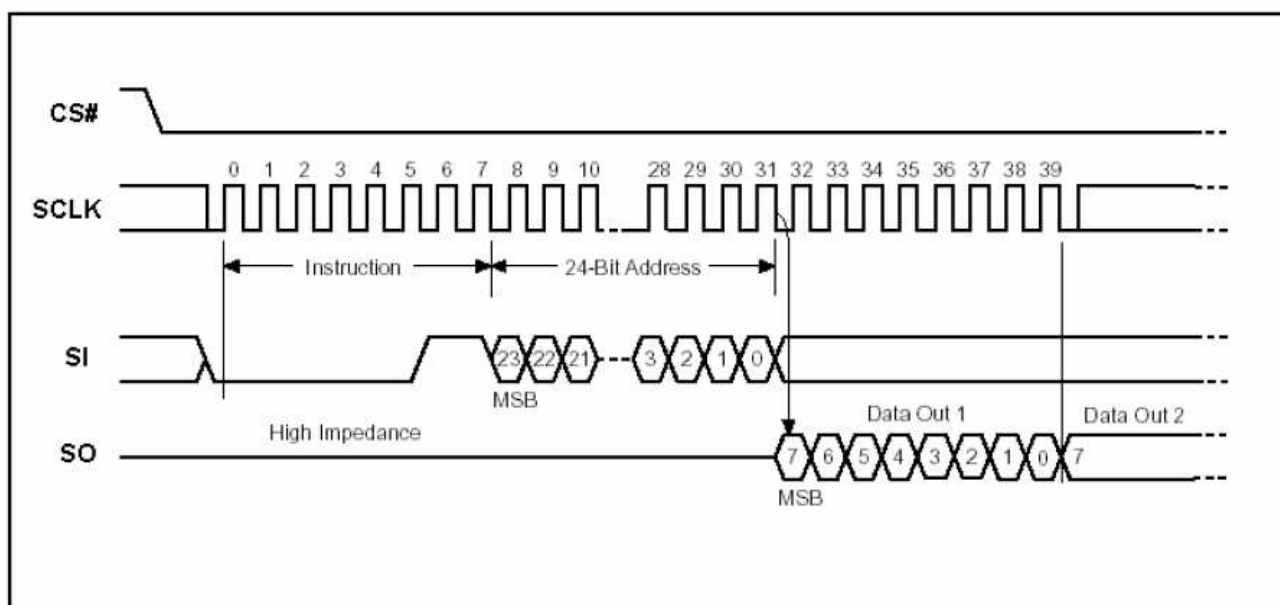 CS#
0 1 2 3 4 5 6 7 8 9 10 28 29 30 31 32 33 34 35 36 37 38 39
SCLK
Instruction 24-Bit Address
SI 23 22 21 3 2 1 0
MSB
Data Out 1 Data Out 2
High Impedance
SO 7 6 5 4 3 2 1 0 7
MSB